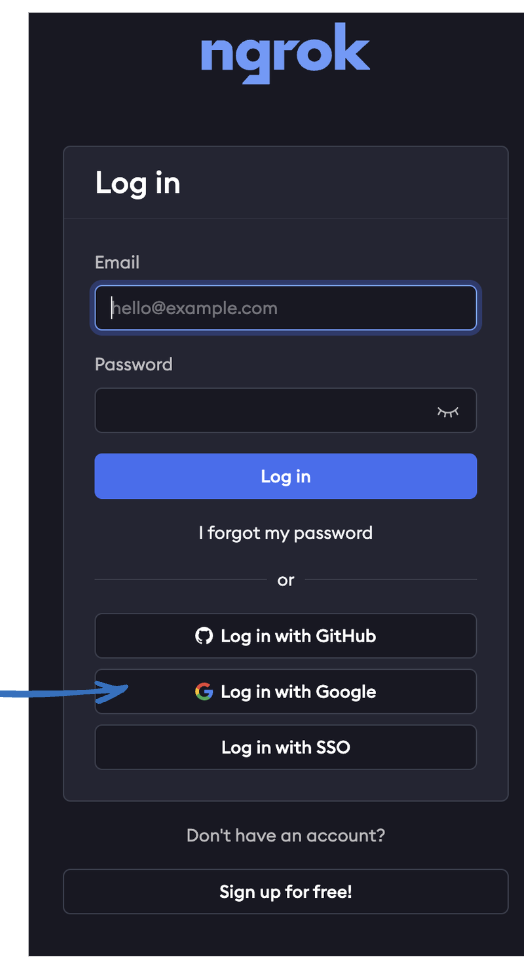 ngrok
Log in
Email
hello@example.com
Password
Log in
I forgot my password
or
Log in with GitHub
Log in with Google
Log in with SSO
Don't have an account?
Sign up for free!